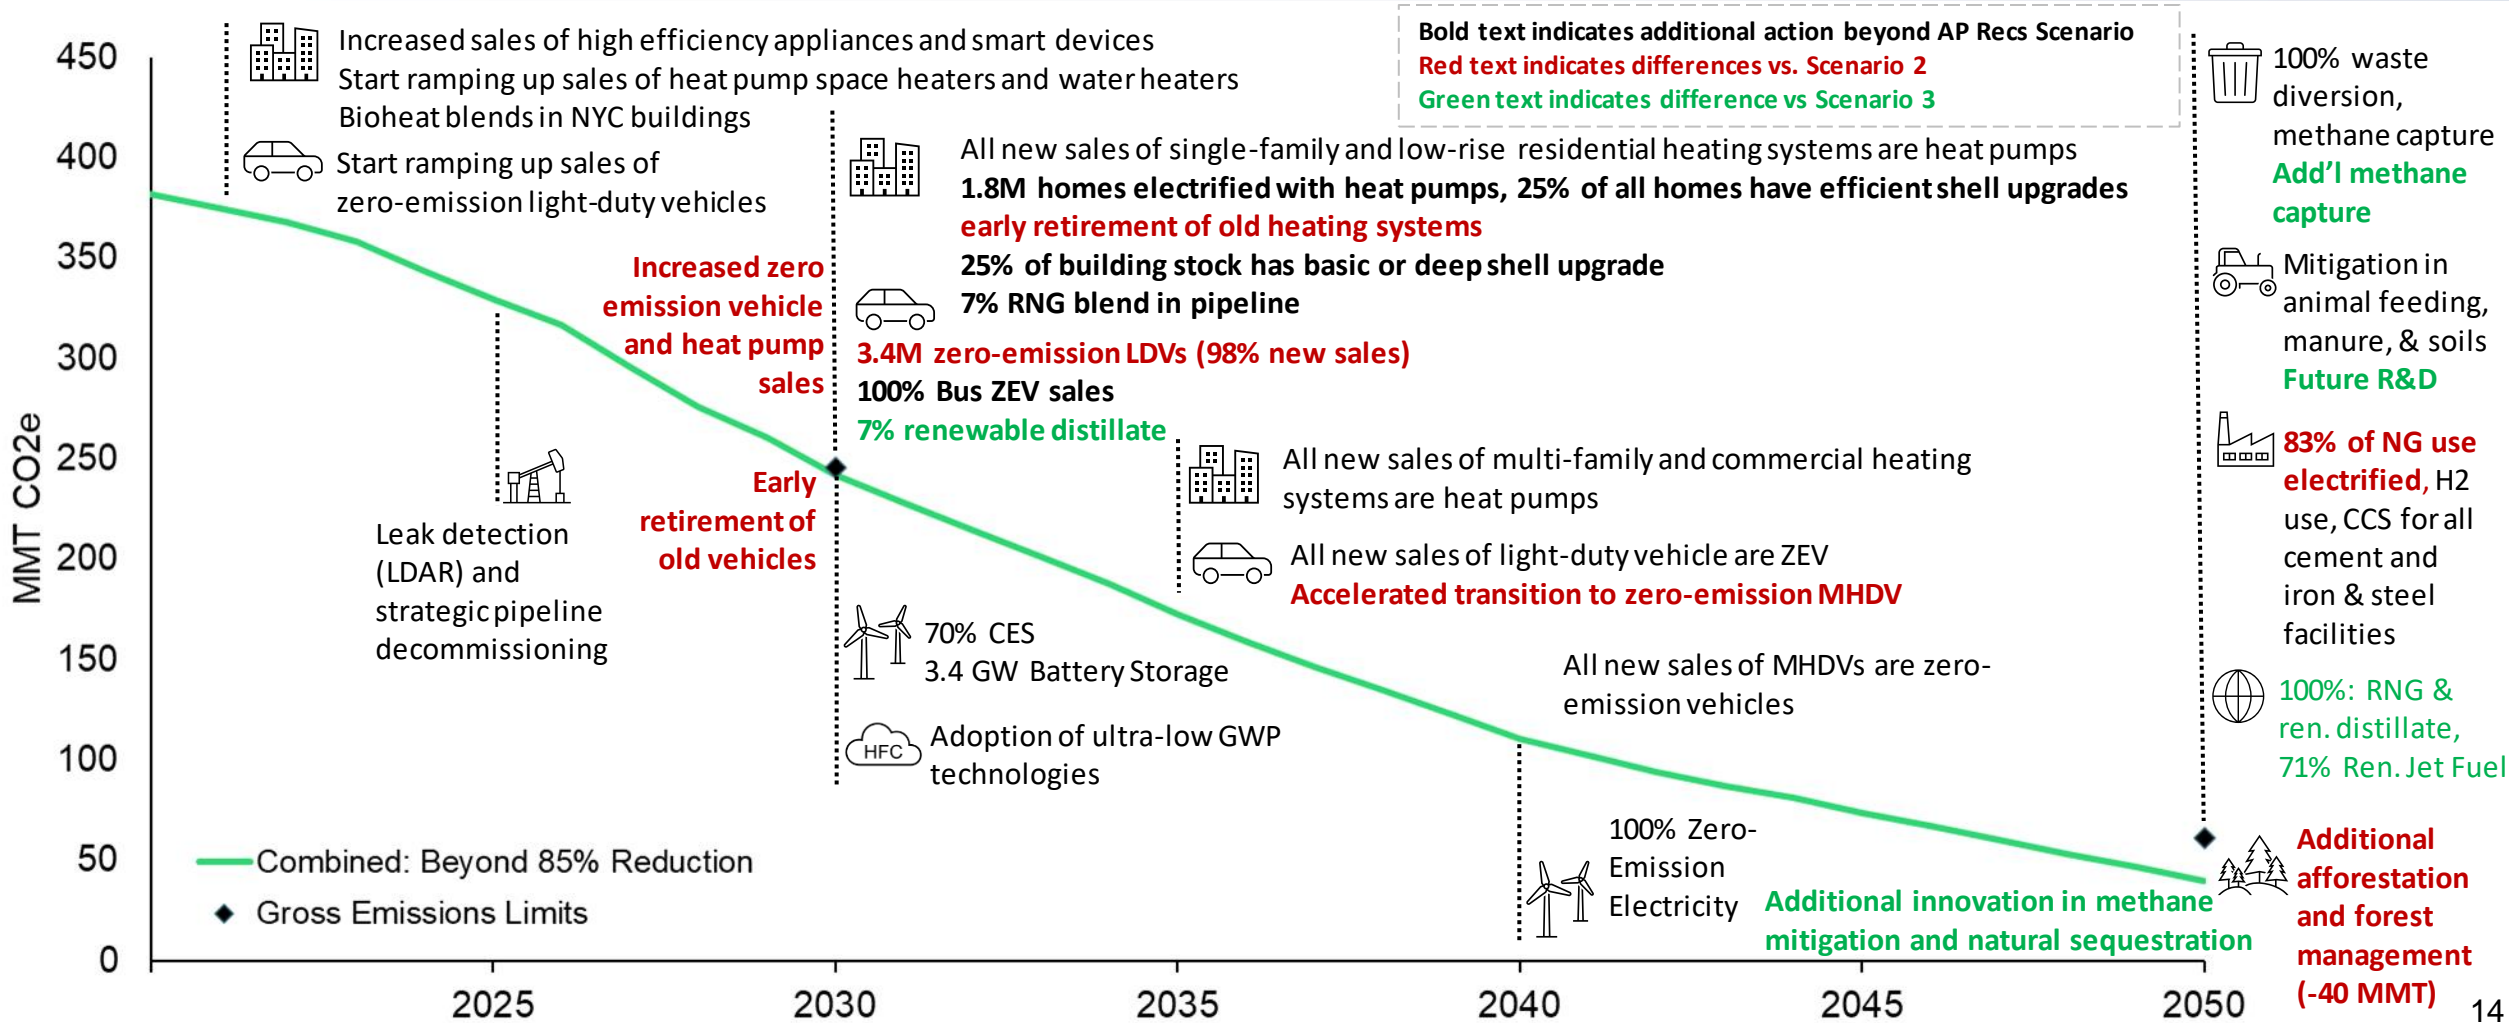 Increased sales of high efficiency appliances and smart devices
Start ramping up sales of heat pump space heaters and water heaters
Bioheat blends in NYC buildings
Start ramping up sales of
zero-emission light-duty vehicles
Bold text indicates additional action beyond AP Recs Scenario
Red text indicates differences vs. Scenario 2
Green text indicates difference vs Scenario 3
All new sales of single-family and low-rise residential heating systems are heat pumps
1.8M homes electrified with heat pumps, 25% of all homes have efficient shell upgrades
early retirement of old heating systems
25% of building stock has basic or deep shell upgrade
7% RNG blend in pipeline
3.4M zero-emission LDVs (98% new sales)
100% Bus ZEV sales
7% renewable distillate
Increased zero
emission vehicle
and heat pump
sales
Early
retirement of
old vehicles
Leak detection
(LDAR) and
strategic pipeline
decommissioning
70% CES
3.4 GW Battery Storage
HFC
Adoption of ultra-low GWP
technologies
All new sales of multi-family and commercial heating
systems are heat pumps
All new sales of light-duty vehicle are ZEV
Accelerated transition to zero-emission MHDV
All new sales of MHDVs are zero-
emission vehicles
100% Zero-
Emission
Electricity
Additional innovation in methane
mitigation and natural sequestration
100% waste
diversion,
methane capture
Add'l methane
capture
Mitigation in
animal feeding,
manure, & soils
Future R&D
83% of NG use
electrified, H2
use, CCS for all
cement and
iron & steel
facilities
100%: RNG &
ren. distillate,
71% Ren. Jet Fuel
Additional
afforestation
and forest
management
(-40 MMT)
MMT CO2e
450
400
350
300
250
200
150
100
50
0
Combined: Beyond 85% Reduction
Gross Emissions Limits
2025
2030
2035
2040
2045
2050
14